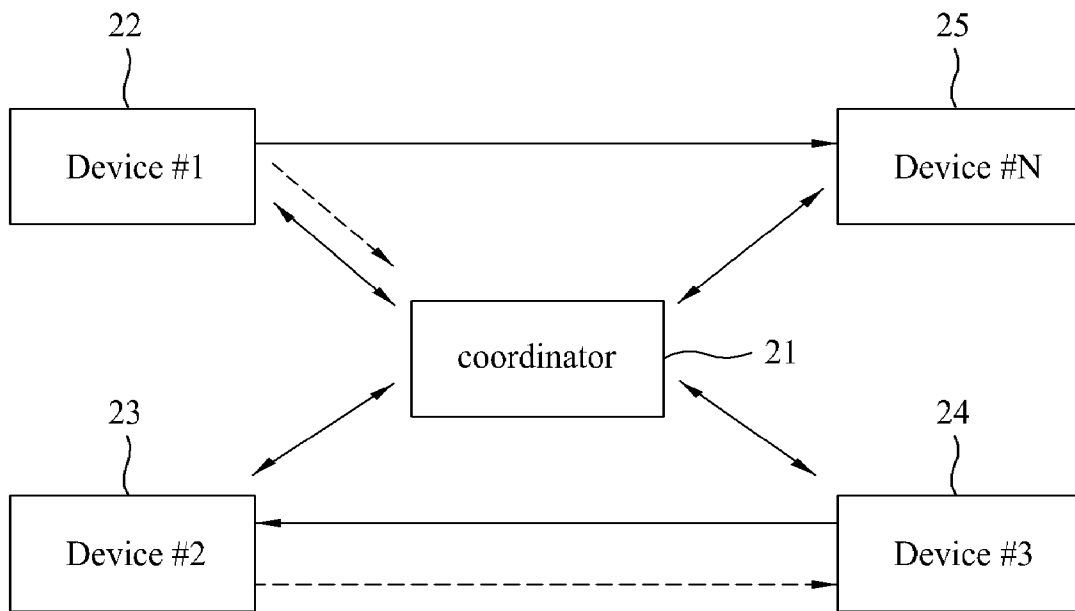 22
25
Device #1
Device #N
coordinator
21
23
24
Device #2
Device #3